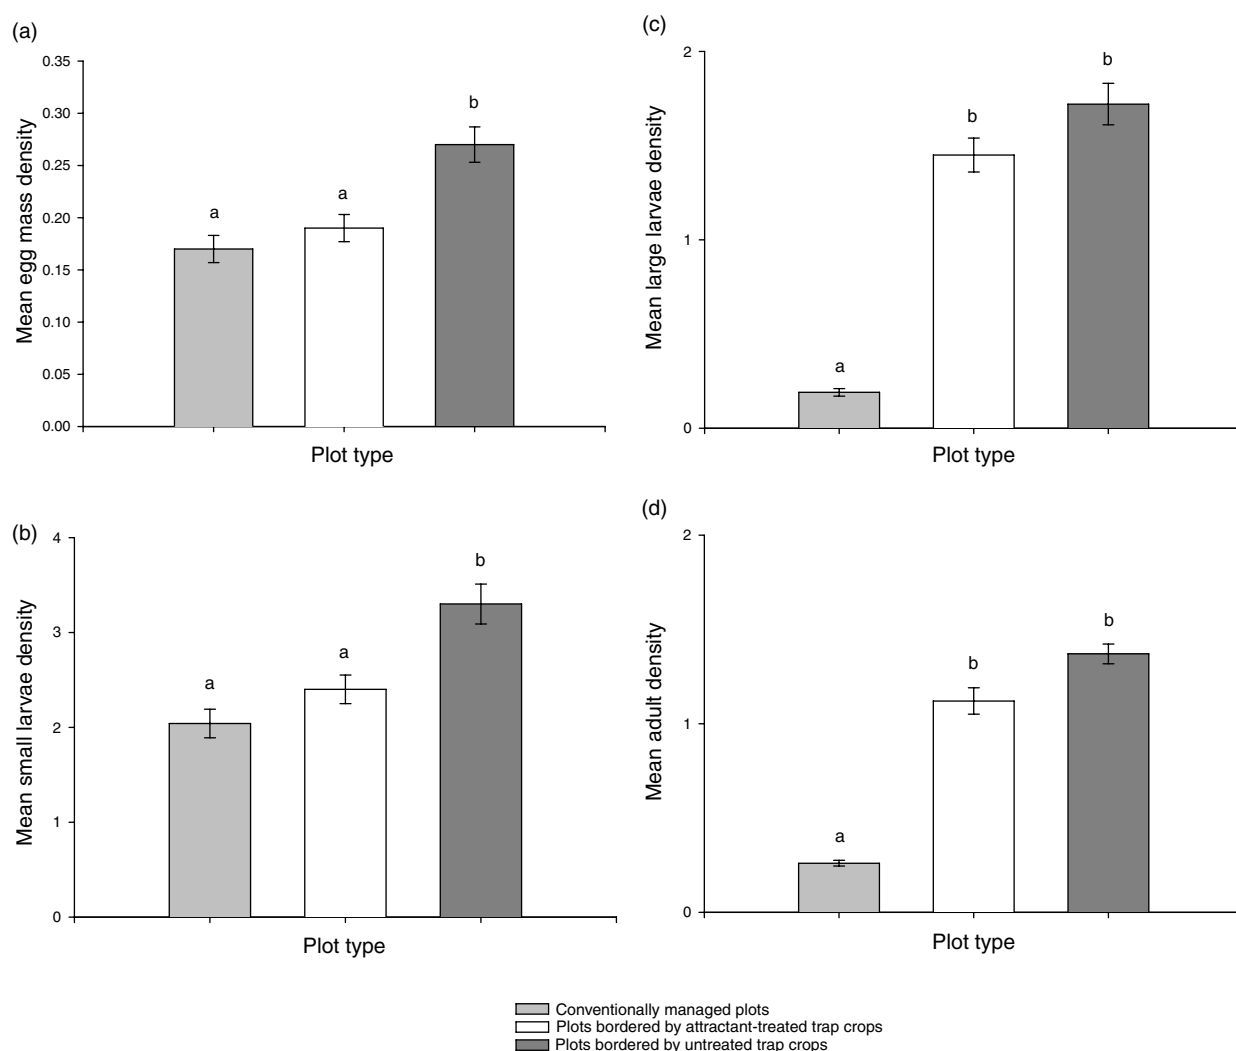 (a)
0.35
0.30
0.25
0.20
0.15
0.10
0.05
0.00
Mean egg mass density
a
a
b
Plot type
(b)
4
3
2
1
0
Mean small larvae density
a
a
b
Plot type
(c)
2
1
0
Mean large larvae density
a
b
b
Plot type
(d)
2
1
0
Mean adult density
a
b
b
Plot type
Conventionally managed plots
Plots bordered by attractant-treated trap crops
Plots bordered by untreated trap crops